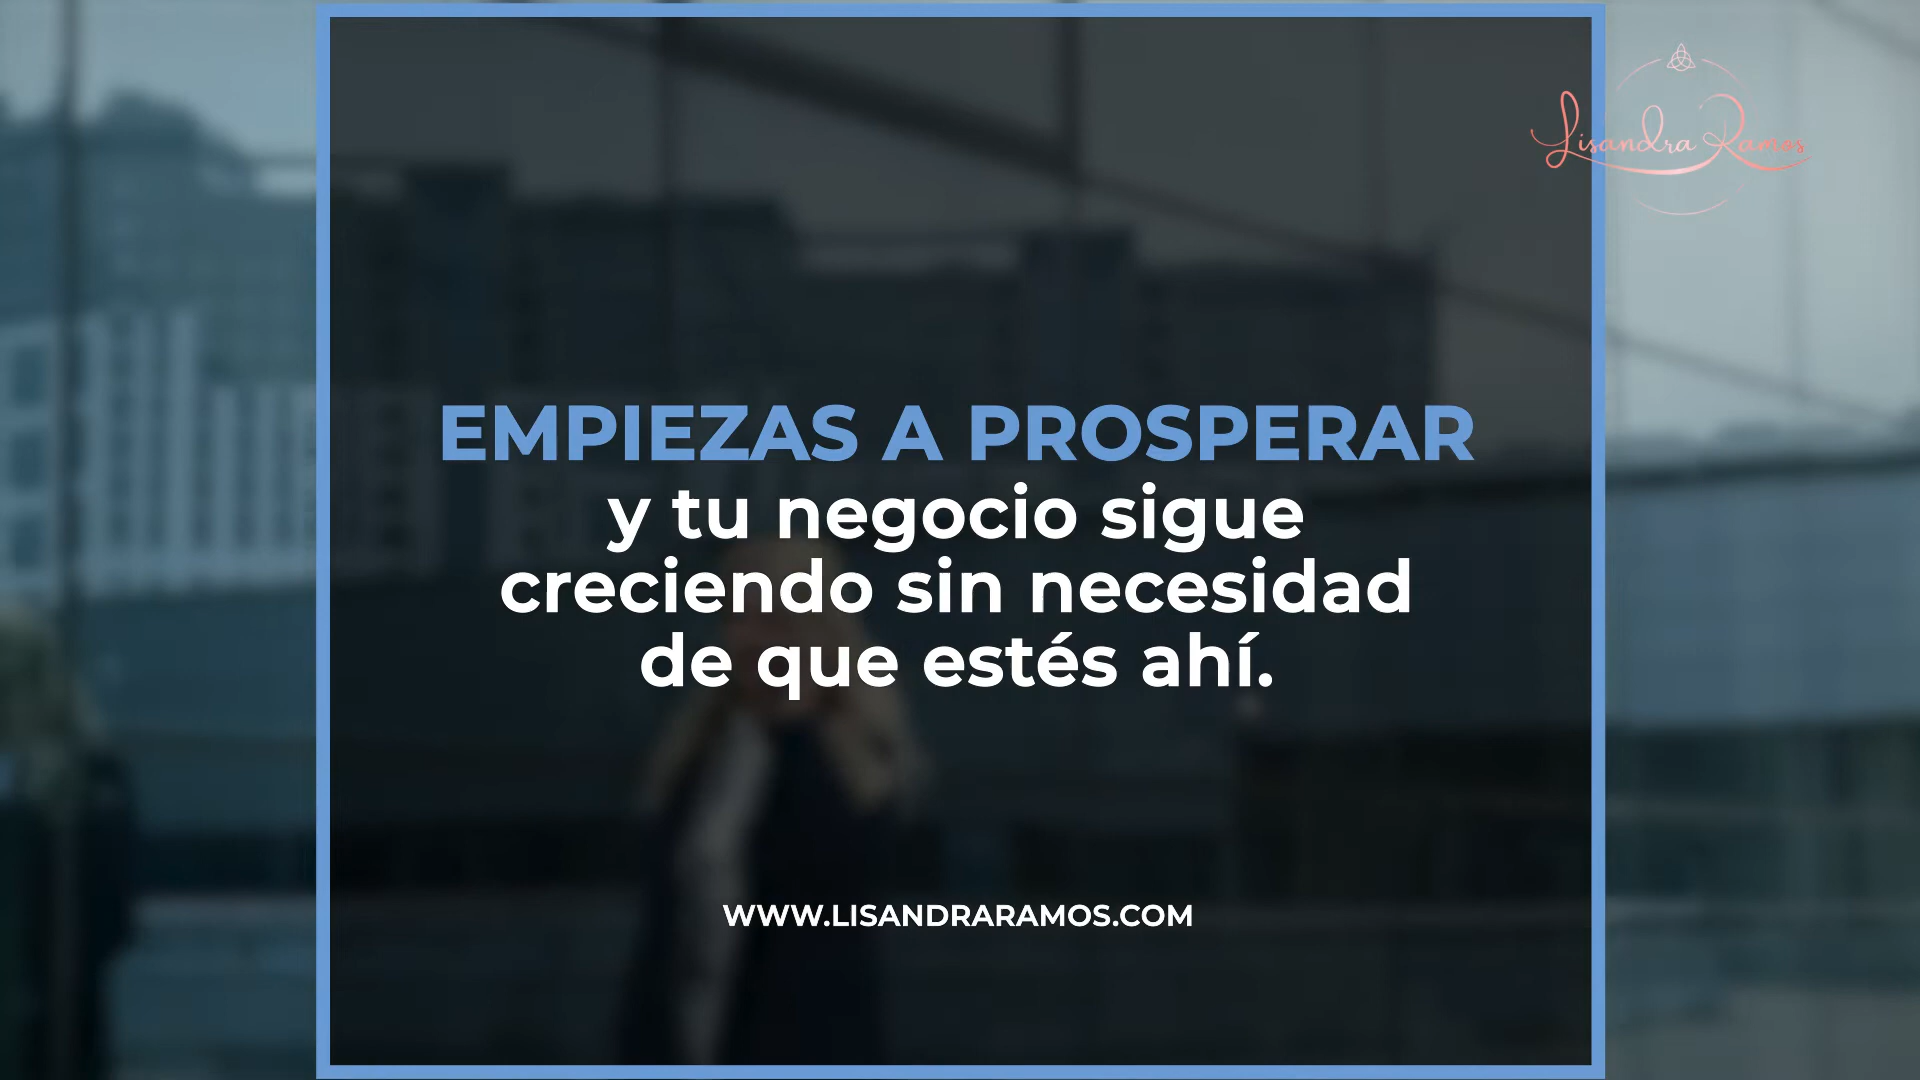 Lisandra Ramos
EMPIEZAS A PROSPERAR
y tu negocio sigue
creciendo sin necesidad
de que estés ahí.
WWW.LISANDRARAMOS.COM